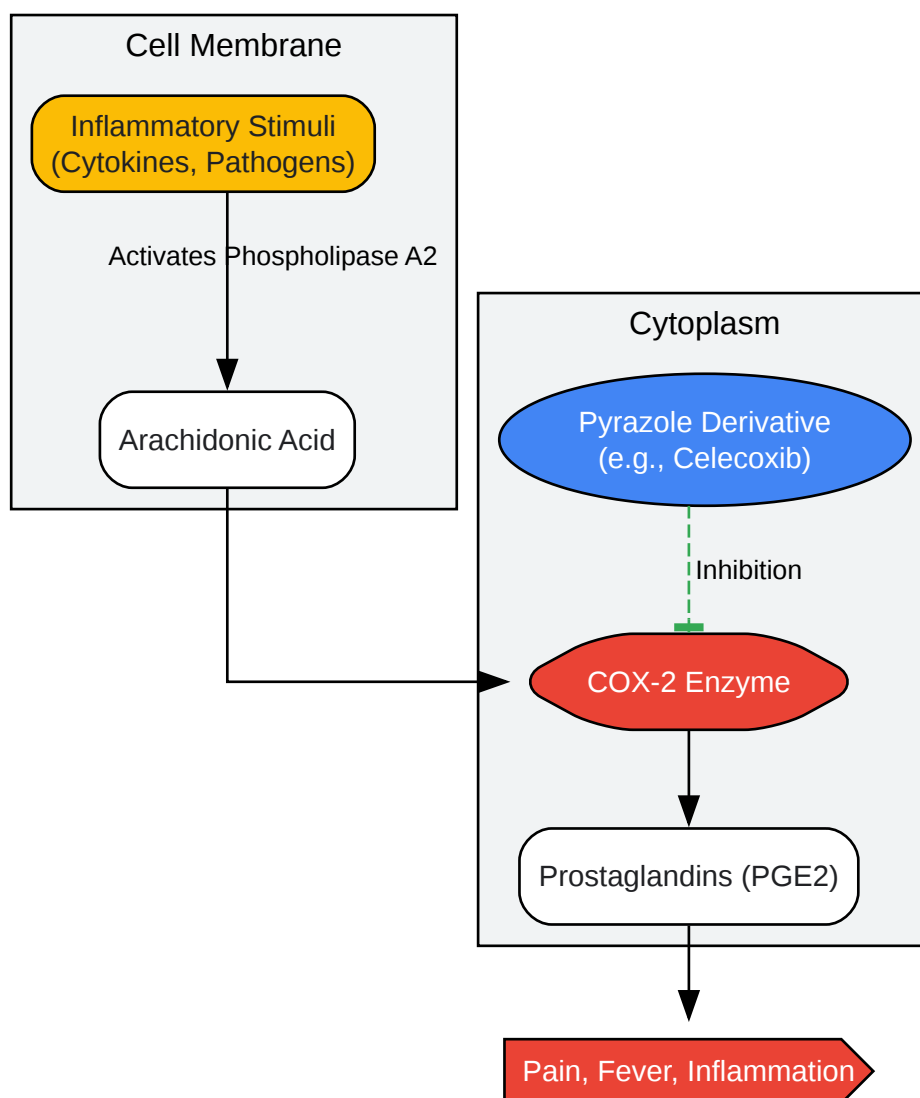 Cell Membrane
Inflammatory Stimuli
(Cytokines, Pathogens)
Activates Phospholipase A2
Arachidonic Acid
Cytoplasm
Pyrazole Derivative
(e.g., Celecoxib)
Inhibition
COX-2 Enzyme
Prostaglandins (PGE2)
Pain, Fever, Inflammation